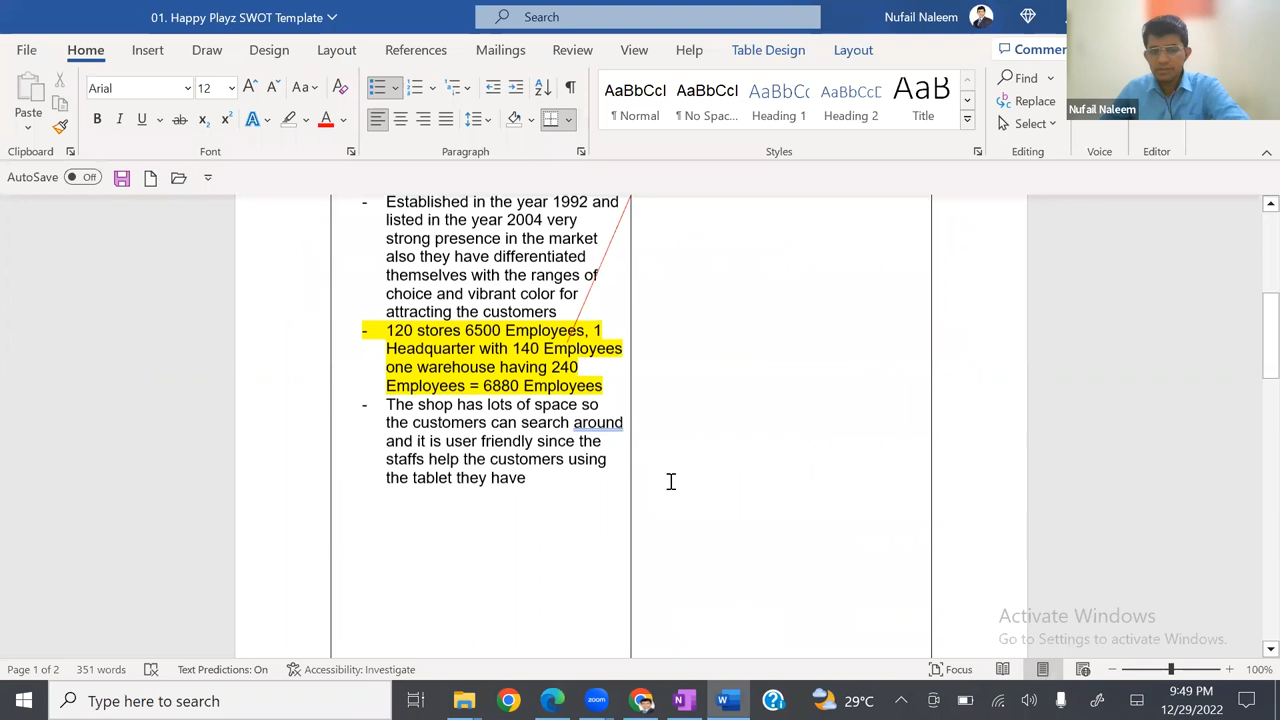 01. Happy Playz SWOT Template
Search
Nufail Naleem
File Home Insert Draw Design Layout References Mailings Review View Help Table Design Layout
Paste
Clipboard
Arial 12
Aa
B I U ab x₂ x² A A
Font
Paragraph
AaBbCcI AaBbCcI AaBbCc AaBbCcD AaB
¶ Normal ¶ No Spac... Heading 1 Heading 2 Title
Styles
Find
Replace
Select
Editing
Voice
Editor
Nufail Naleem
AutoSave Off
- Established in the year 1992 and
listed in the year 2004 very
strong presence in the market
also they have differentiated
themselves with the ranges of
choice and vibrant color for
attracting the customers
- 120 stores 6500 Employees, 1
Headquarter with 140 Employees
one warehouse having 240
Employees = 6880 Employees
- The shop has lots of space so
the customers can search around
and it is user friendly since the
staffs help the customers using
the tablet they have
Activate Windows
Go to Settings to activate Windows.
Page 1 of 2 351 words Text Predictions: On Accessibility: Investigate Focus 100%
Type here to search
zoom
29°C
9:49 PM
12/29/2022